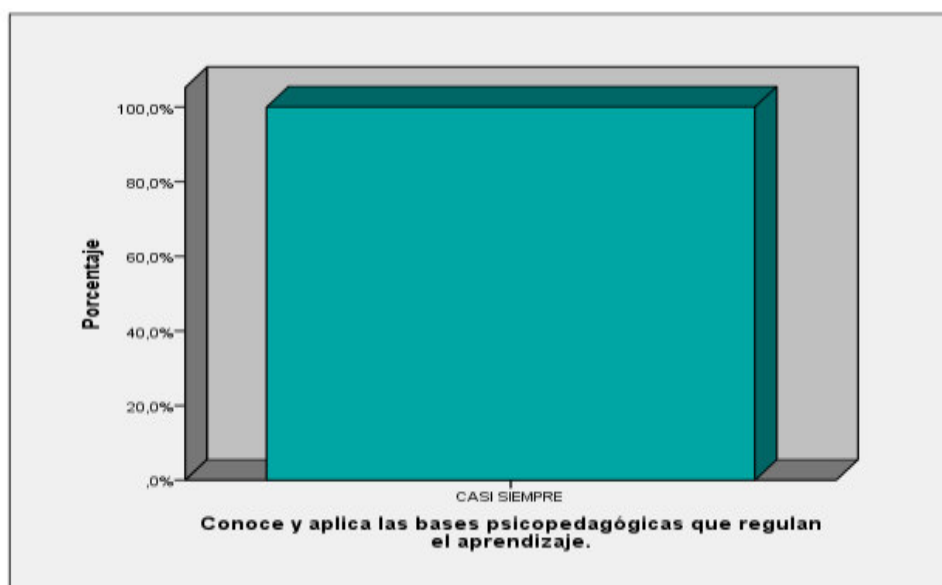 Porcentaje
100,0%
80,0%
60,0%
40,0%
20,0%
,0%
CASI SIEMPRE
Conoce y aplica las bases psicopedagógicas que regulan
el aprendizaje.